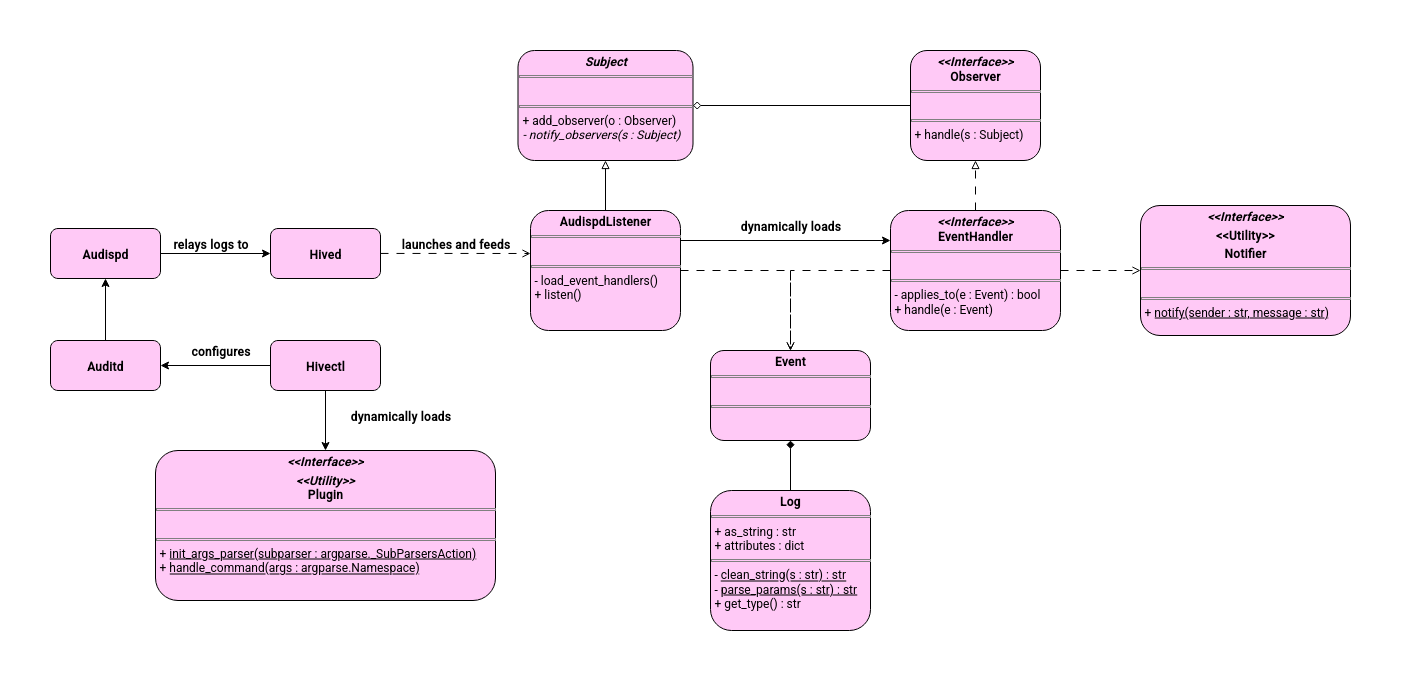 Subject
+ add_observer(o : Observer)
- notify_observers(s : Subject)
<<Interface>>
Observer
+ handle(s : Subject)
Audispd
relays logs to
Hived
launches and feeds
AudispdListener
- load_event_handlers()
+ listen()
dynamically loads
<<Interface>>
EventHandler
- applies_to(e : Event) : bool
+ handle(e : Event)
<<Interface>>
<<Utility>>
Notifier
+ notify(sender : str, message : str)
Auditd
configures
Hivectl
dynamically loads
Event
<<Interface>>
<<Utility>>
Plugin
+ init_args_parser(subparser : argparse._SubParsersAction)
+ handle_command(args : argparse.Namespace)
Log
+ as_string : str
+ attributes : dict
- clean_string(s : str) : str
- parse_params(s : str) : str
+ get_type() : str